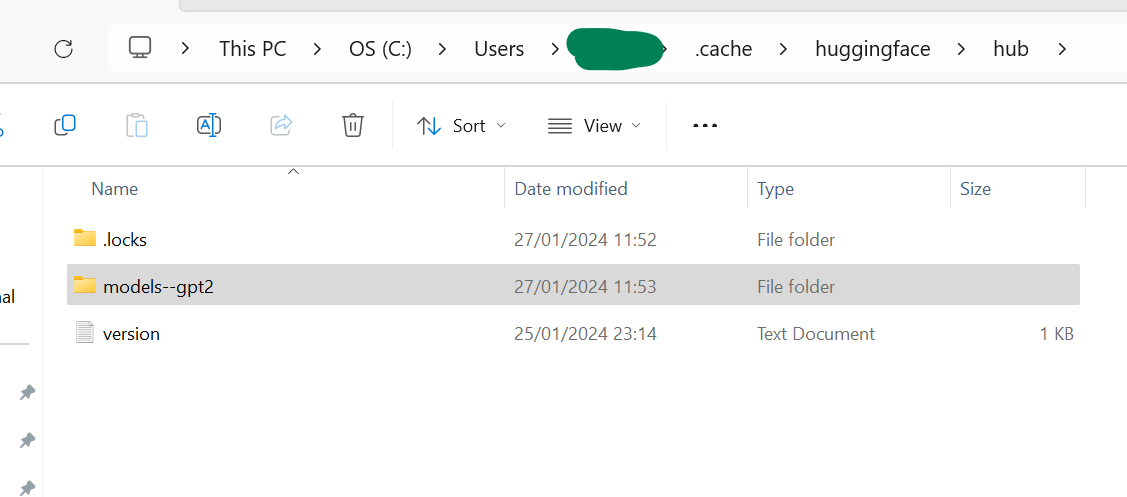 This PC > OS (C:) > Users > > .cache > huggingface > hub >
Sort View
Name Date modified Type Size
.locks 27/01/2024 11:52 File folder
models--gpt2 27/01/2024 11:53 File folder
version 25/01/2024 23:14 Text Document 1 KB